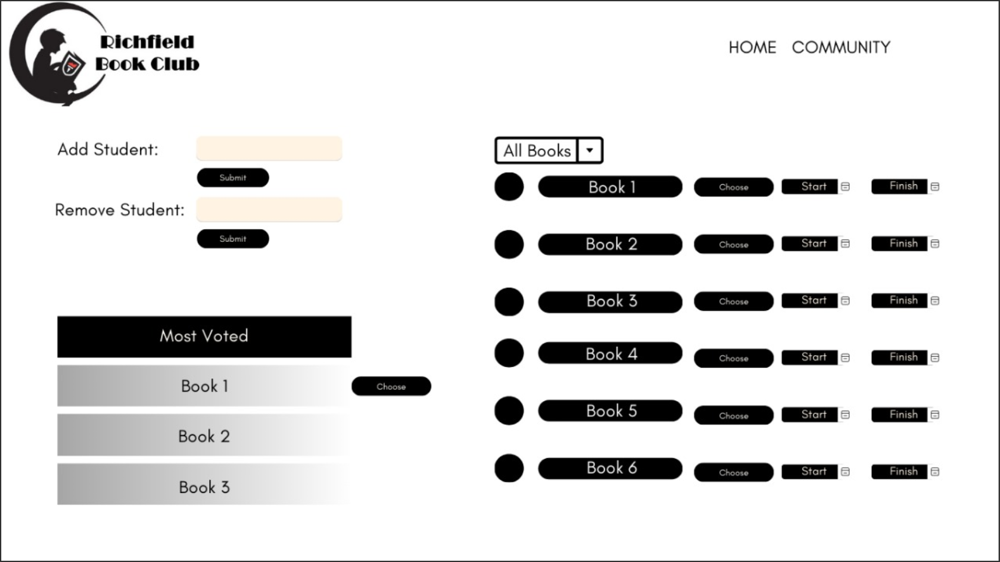 Richfield
Book Club
HOME COMMUNITY
Add Student:
Submit
Remove Student:
Submit
Most Voted
Book 1 Choose
Book 2
Book 3
All Books
Book 1 Choose Start Finish
Book 2 Choose Start Finish
Book 3 Choose Start Finish
Book 4 Choose Start Finish
Book 5 Choose Start Finish
Book 6 Choose Start Finish